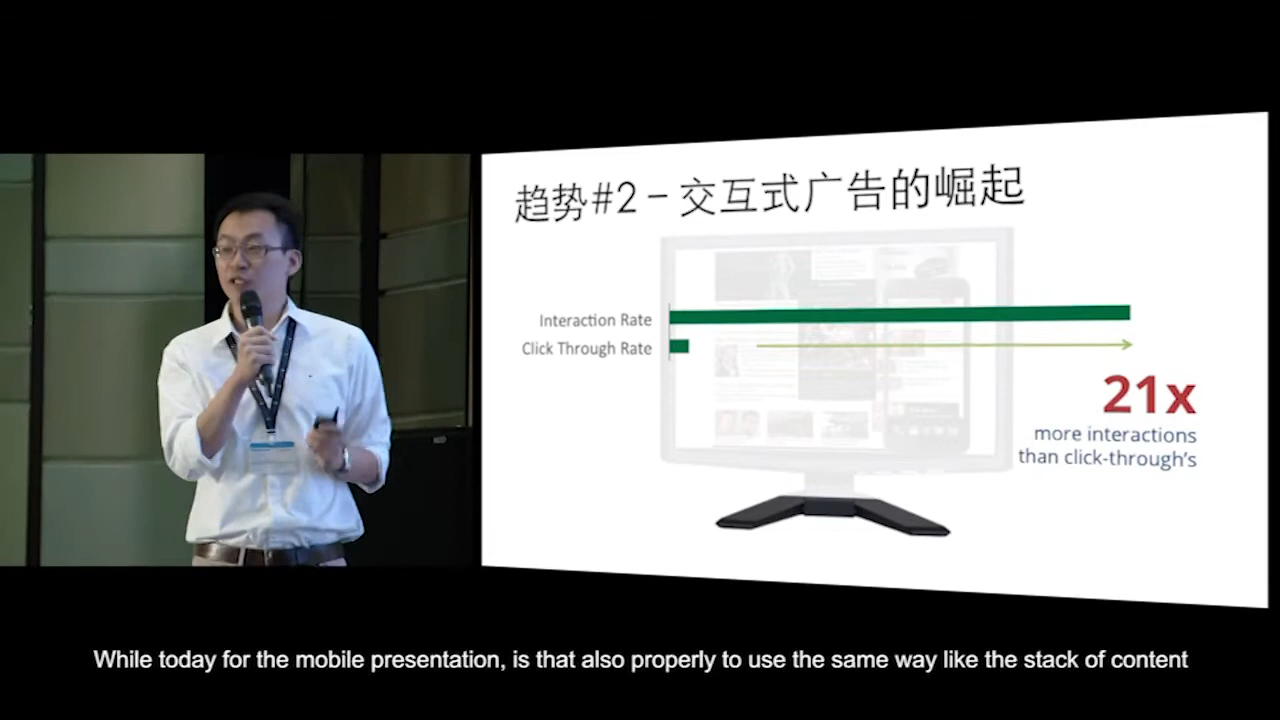 趋势#2 – 交互式广告的崛起
Interaction Rate
Click Through Rate
21x
more interactions
than click-through's
While today for the mobile presentation, is that also properly to use the same way like the stack of content